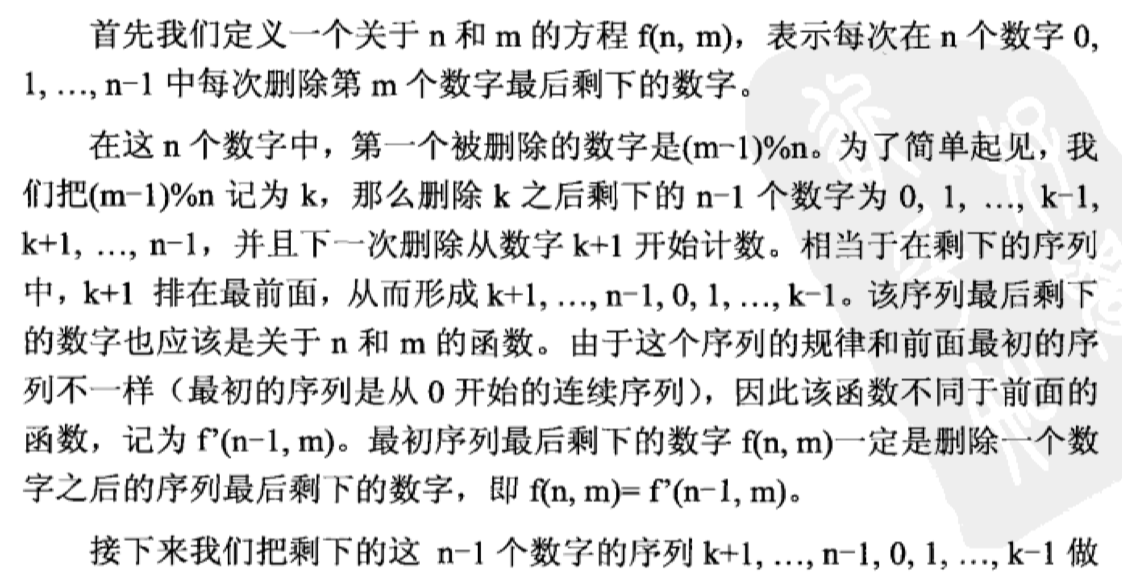 首先我们定义一个关于 n 和 m 的方程 f(n, m)，表示每次在 n 个数字 0,
1, …, n−1 中每次删除第 m 个数字最后剩下的数字。
在这 n 个数字中，第一个被删除的数字是(m−1)%n。为了简单起见，我
们把(m−1)%n 记为 k，那么删除 k 之后剩下的 n−1 个数字为 0, 1, …, k−1,
k+1, …, n−1，并且下一次删除从数字 k+1 开始计数。相当于在剩下的序列
中，k+1 排在最前面，从而形成 k+1, …, n−1, 0, 1, …, k−1。该序列最后剩下
的数字也应该是关于 n 和 m 的函数。由于这个序列的规律和前面最初的序
列不一样（最初的序列是从 0 开始的连续序列），因此该函数不同于前面的
函数，记为 f’(n−1, m)。最初序列最后剩下的数字 f(n, m)一定是删除一个数
字之后的序列最后剩下的数字，即 f(n, m)= f’(n−1, m)。
接下来我们把剩下的这 n−1 个数字的序列 k+1, …, n−1, 0, 1, …, k−1 做